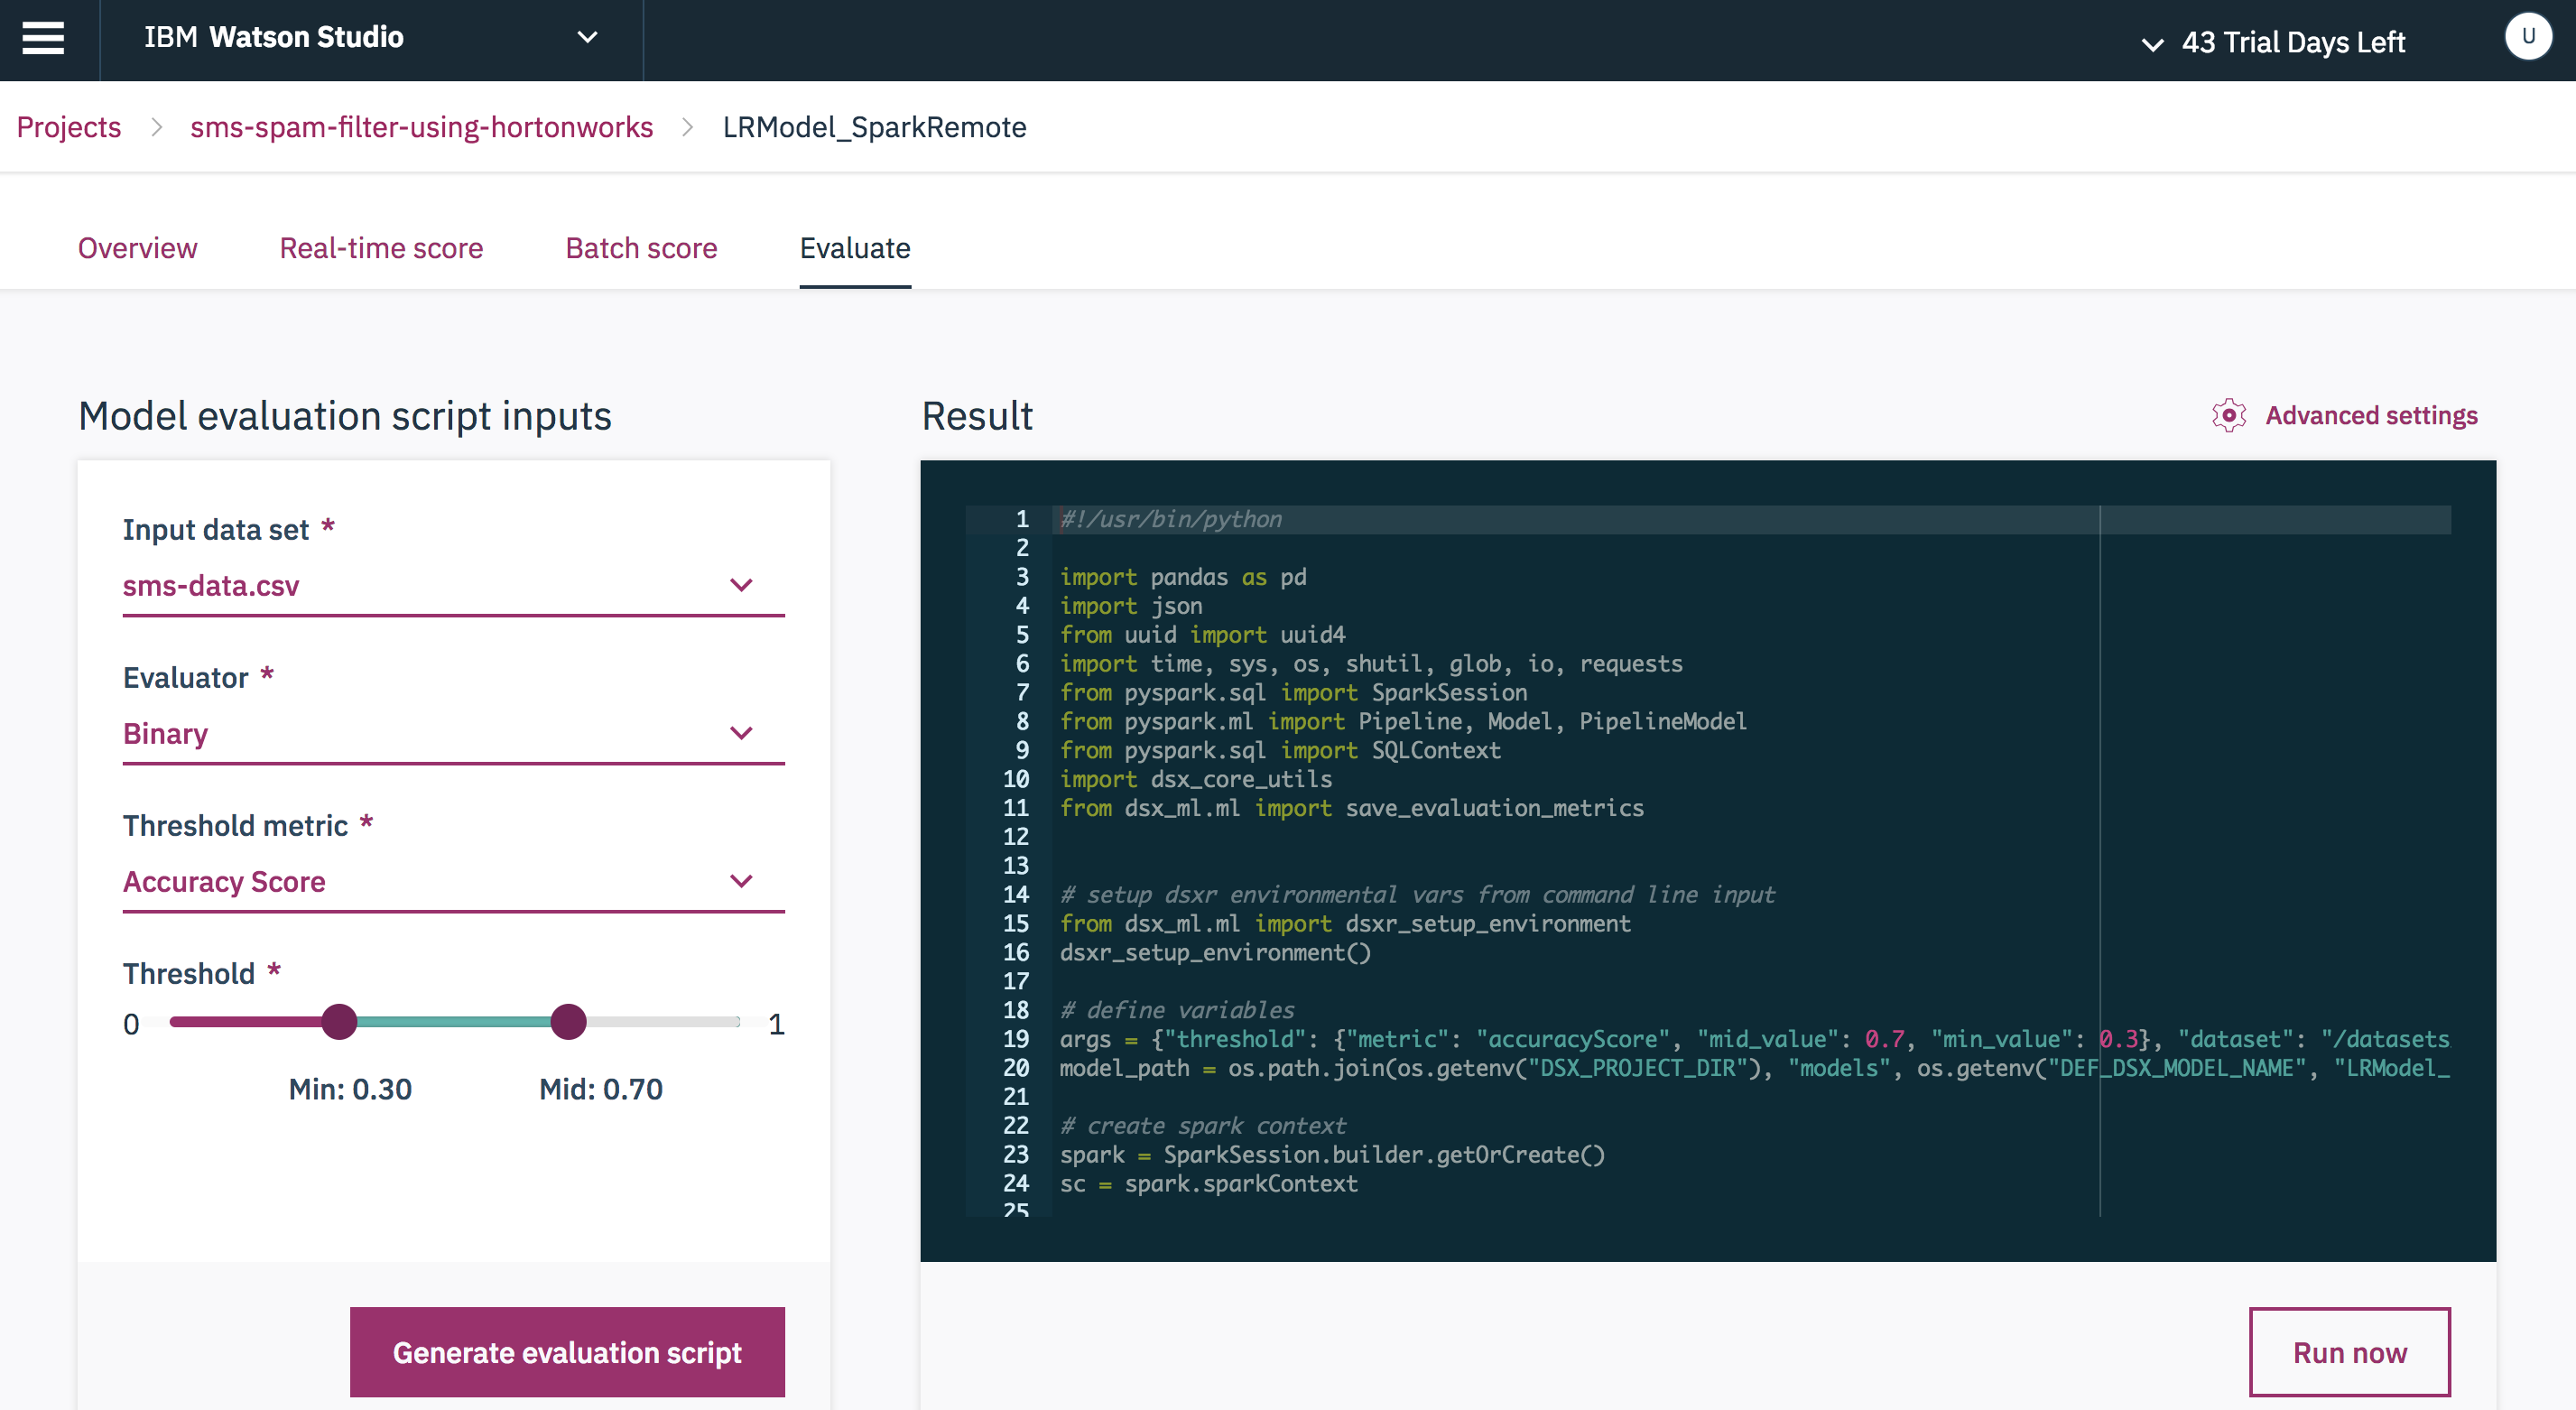 IBM Watson Studio
43 Trial Days Left
U
Projects > sms-spam-filter-using-hortonworks > LRModel_SparkRemote
Overview Real-time score Batch score Evaluate
Model evaluation script inputs
Input data set *
sms-data.csv
Evaluator *
Binary
Threshold metric *
Accuracy Score
Threshold *
0 1
Min: 0.30 Mid: 0.70
Generate evaluation script
Result
Advanced settings
1 #!/usr/bin/python
2
3 import pandas as pd
4 import json
5 from uuid import uuid4
6 import time, sys, os, shutil, glob, io, requests
7 from pyspark.sql import SparkSession
8 from pyspark.ml import Pipeline, Model, PipelineModel
9 from pyspark.sql import SQLContext
10 import dsx_core_utils
11 from dsx_ml.ml import save_evaluation_metrics
12
13
14 # setup dsxr environmental vars from command line input
15 from dsx_ml.ml import dsxr_setup_environment
16 dsxr_setup_environment()
17
18 # define variables
19 args = {"threshold": {"metric": "accuracyScore", "mid_value": 0.7, "min_value": 0.3}, "dataset": "/datasets
20 model_path = os.path.join(os.getenv("DSX_PROJECT_DIR"), "models", os.getenv("DEF_DSX_MODEL_NAME", "LRModel_
21
22 # create spark context
23 spark = SparkSession.builder.getOrCreate()
24 sc = spark.sparkContext
25
Run now